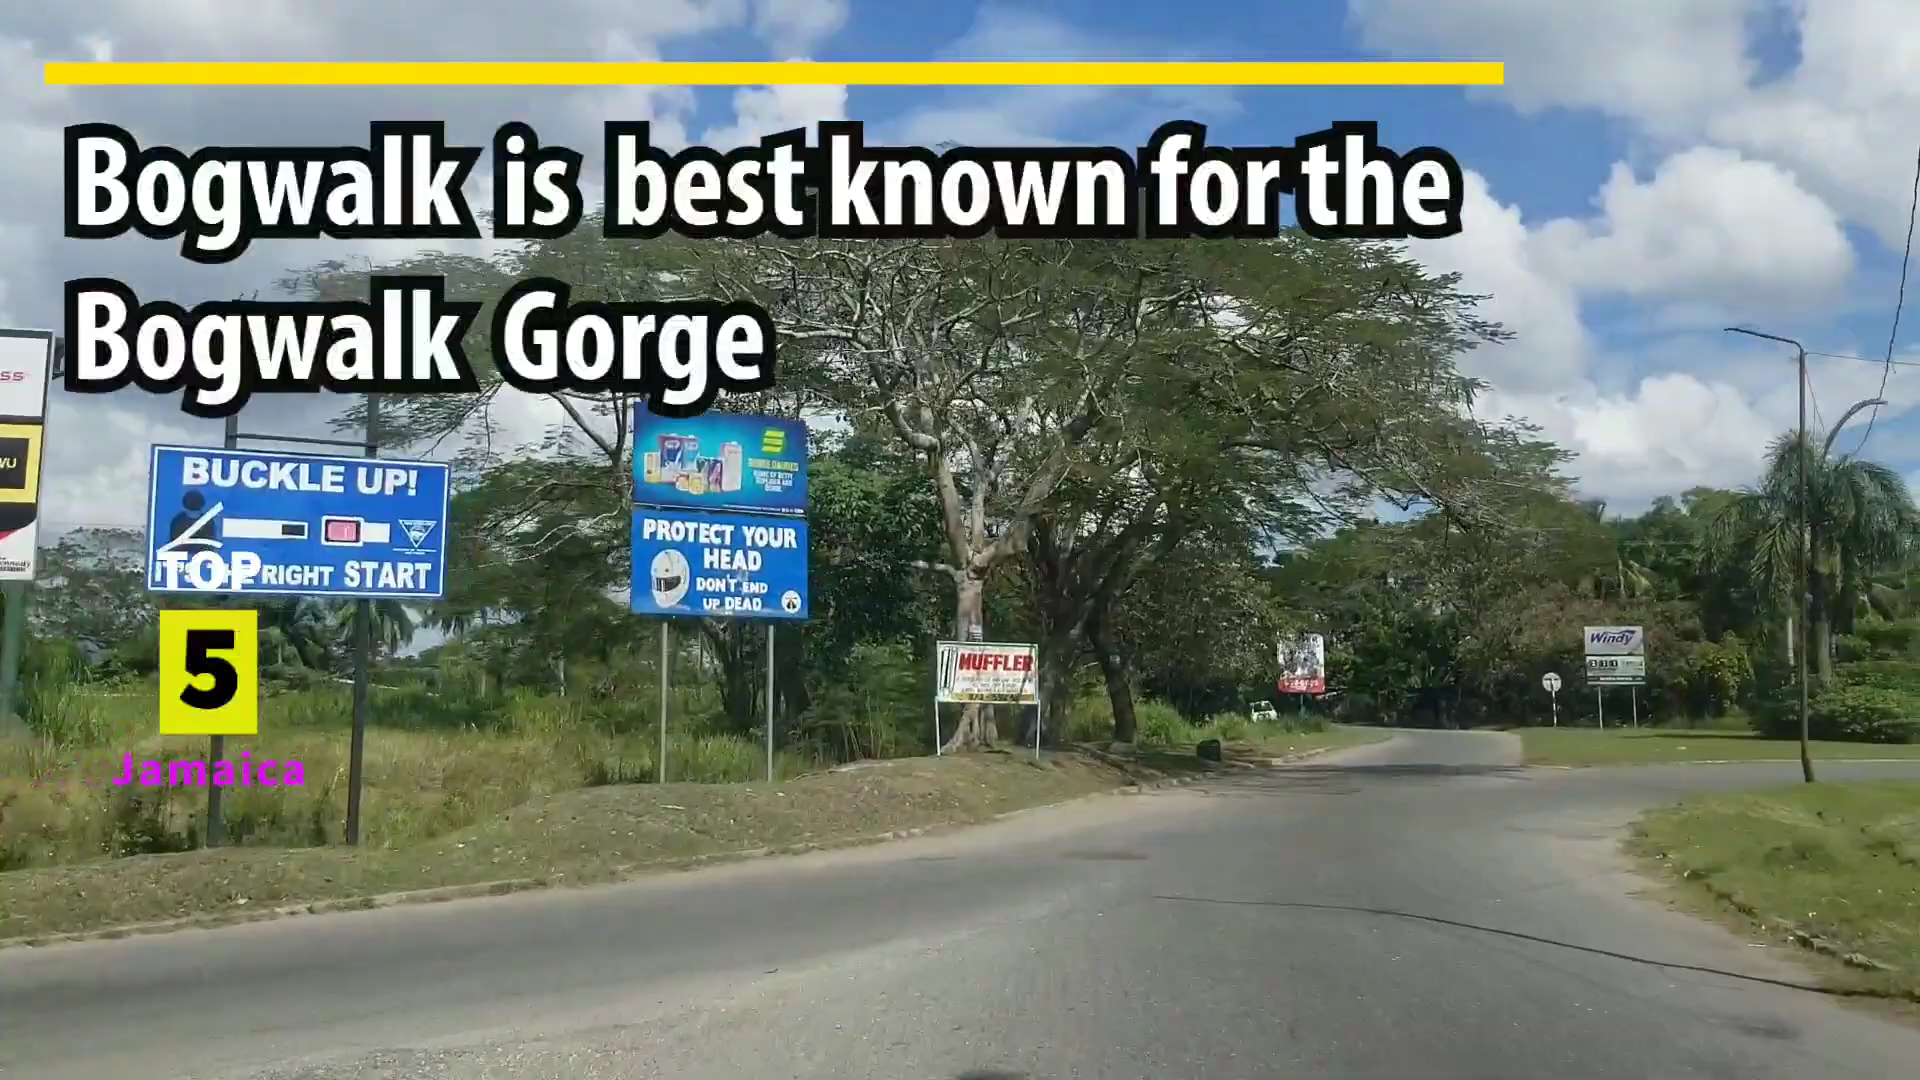 Bogwalk is best known for the
Bogwalk Gorge
BUCKLE UP!
RIGHT START
TOP
5
Jamaica
PROTECT YOUR
HEAD
DON'T END
UP DEAD
MUFFLER
Windy